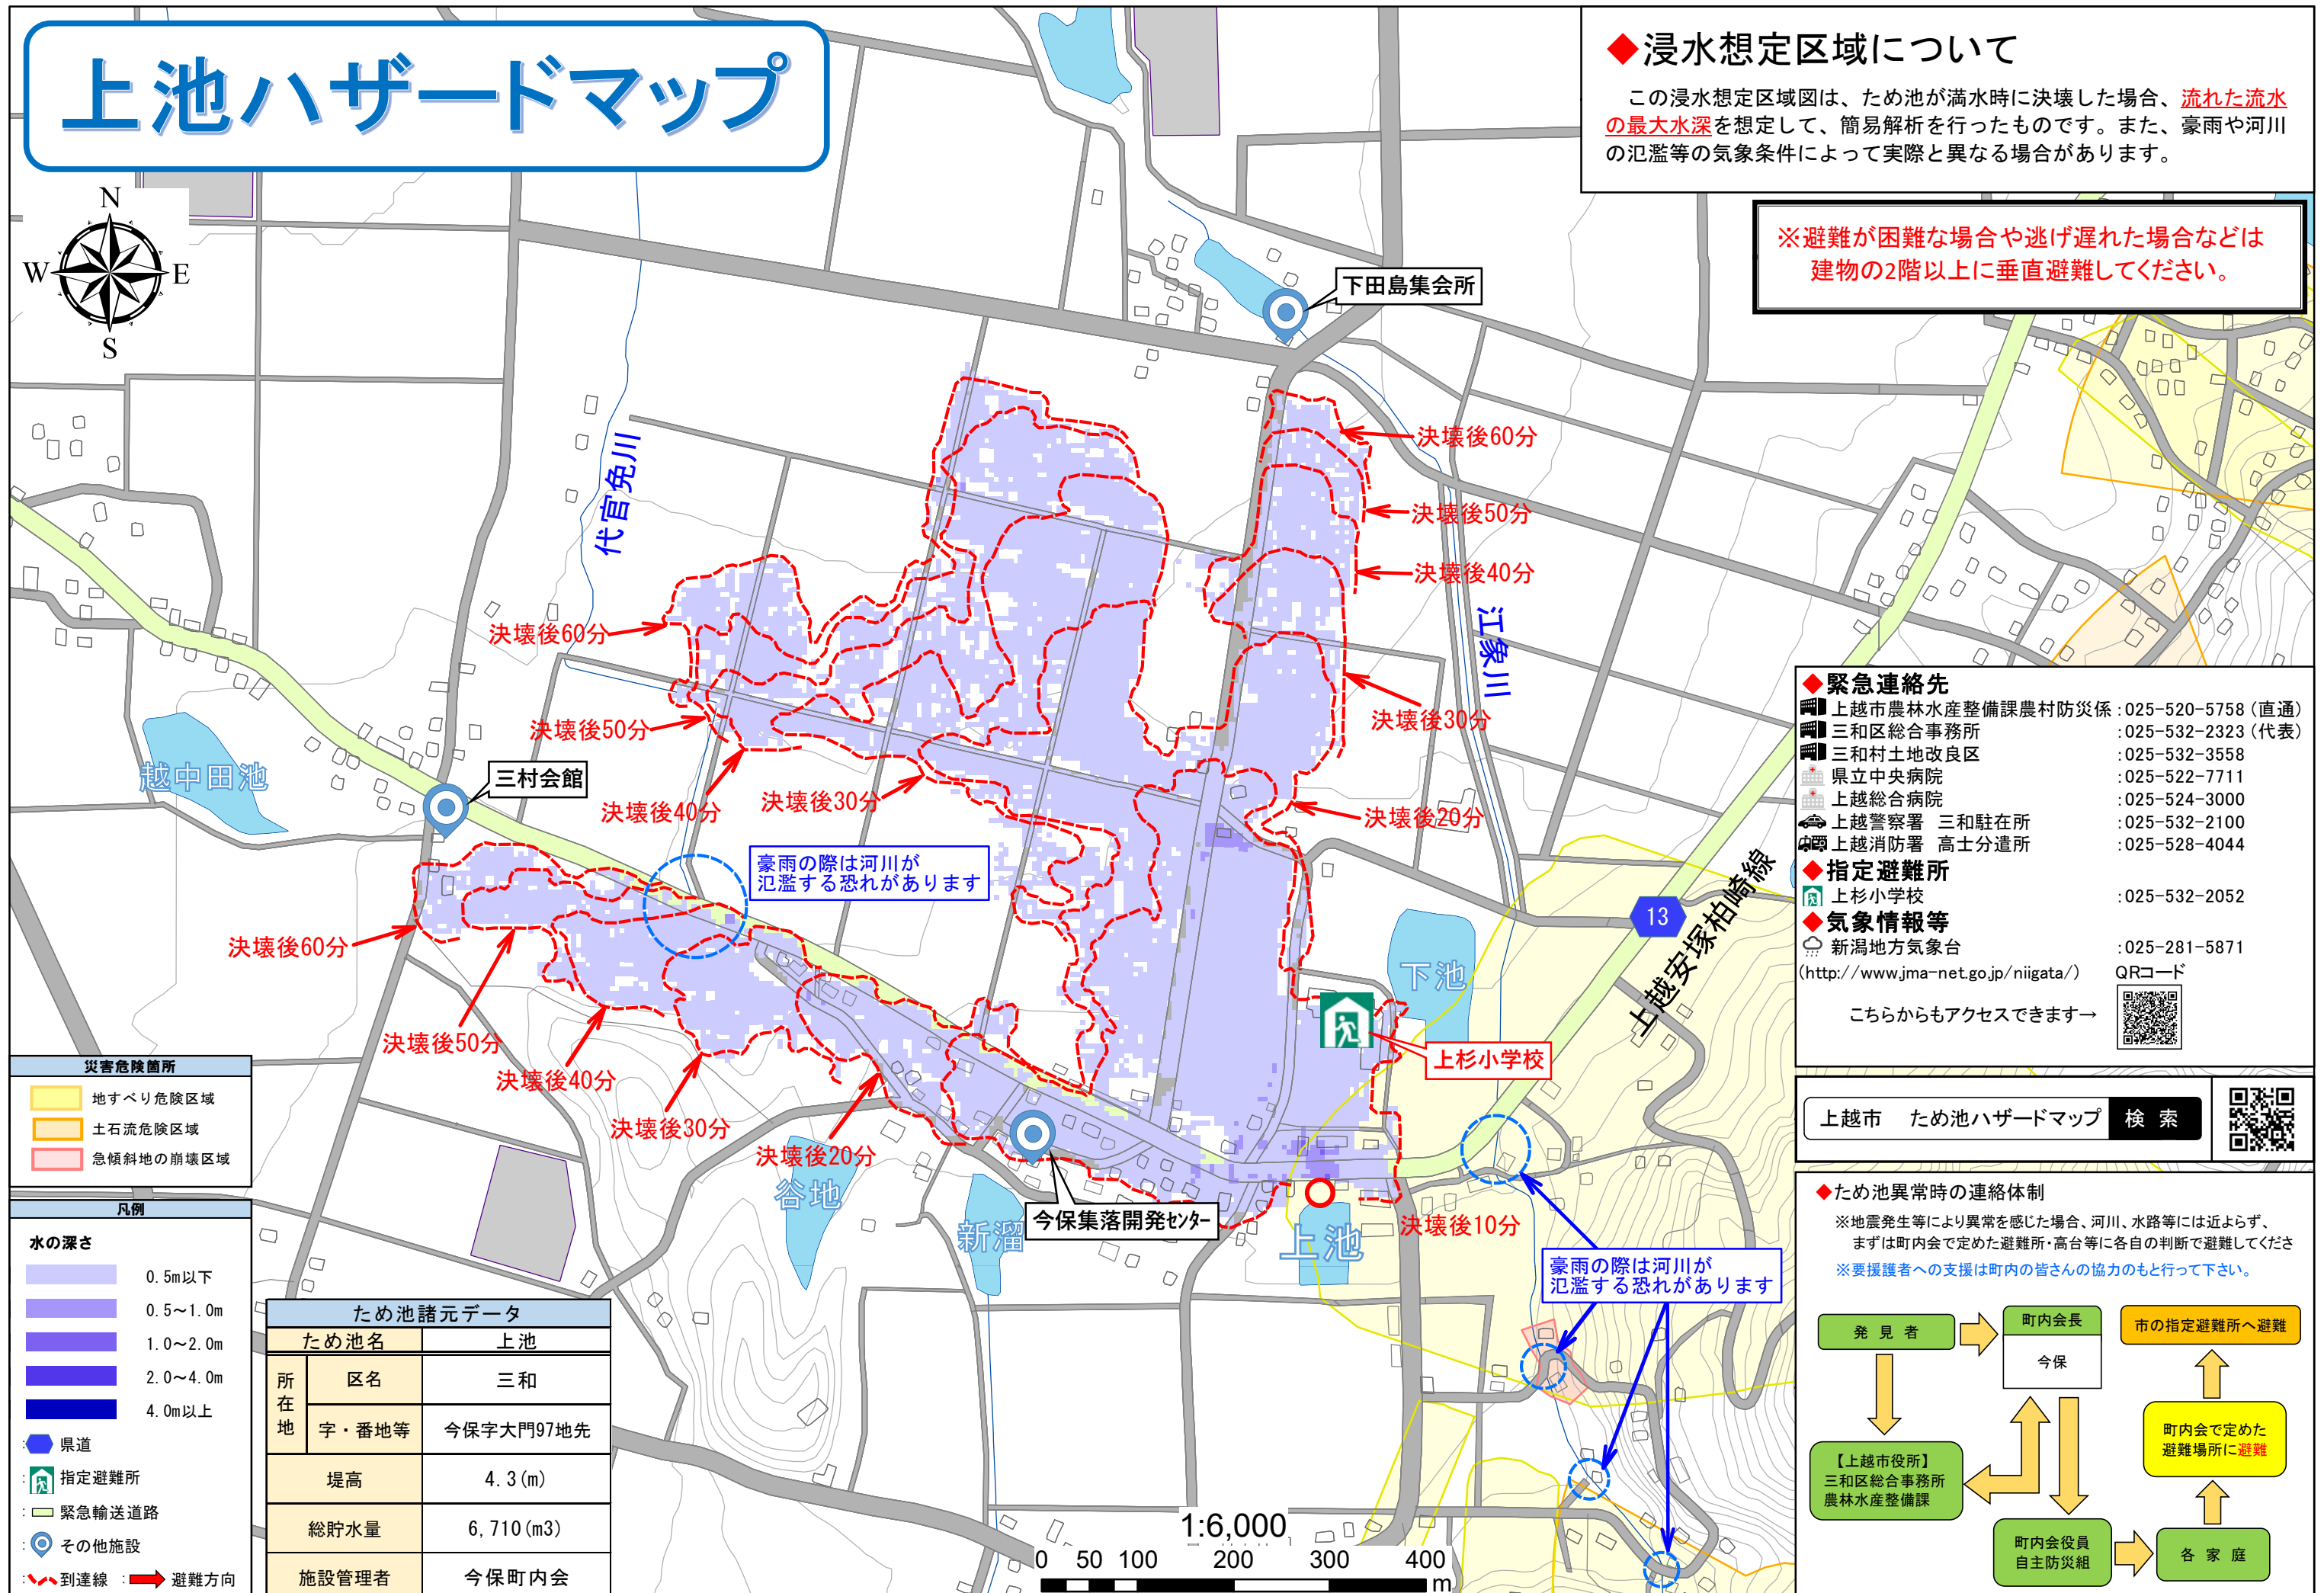 上池ハザードマップ
N
W
E
S
◆浸水想定区域について
この浸水想定区域図は、ため池が満水時に決壊した場合、流れた流水
の最大水深を想定して、簡易解析を行ったものです。また、豪雨や河川
の氾濫等の気象条件によって実際と異なる場合があります。
※避難が困難な場合や逃げ遅れた場合などは
建物の2階以上に垂直避難してください。
下田島集会所
代官免川
江象川
決壊後60分
決壊後50分
決壊後40分
決壊後30分
決壊後20分
決壊後60分
決壊後50分
決壊後40分
決壊後30分
越中田池
三村会館
豪雨の際は河川が
氾濫する恐れがあります
決壊後60分
決壊後50分
決壊後40分
決壊後30分
決壊後20分
決壊後10分
下池
上杉小学校
13
上越安塚柏崎線
谷地
新溜
今保集落開発センター
上池
豪雨の際は河川が
氾濫する恐れがあります
◆緊急連絡先
上越市農林水産整備課農村防災係:025-520-5758(直通)
三和区総合事務所 :025-532-2323(代表)
三和村土地改良区 :025-532-3558
県立中央病院 :025-522-7711
上越総合病院 :025-524-3000
上越警察署 三和駐在所 :025-532-2100
上越消防署 高士分遣所 :025-528-4044
◆指定避難所
上杉小学校 :025-532-2052
◆気象情報等
新潟地方気象台 :025-281-5871
(http://www.jma-net.go.jp/niigata/) QRコード
こちらからもアクセスできます→
上越市 ため池ハザードマップ 検 索
◆ため池異常時の連絡体制
※地震発生等により異常を感じた場合、河川、水路等には近よらず、
まずは町内会で定めた避難所・高台等に各自の判断で避難してくださ
※要援護者への支援は町内の皆さんの協力のもと行って下さい。
発 見 者
町内会長
今保
市の指定避難所へ避難
町内会で定めた
避難場所に避難
【上越市役所】
三和区総合事務所
農林水産整備課
町内会役員
自主防災組
各 家 庭
災害危険箇所
地すべり危険区域
土石流危険区域
急傾斜地の崩壊区域
凡例
水の深さ
0.5m以下
0.5～1.0m
1.0～2.0m
2.0～4.0m
4.0m以上
:県道
:指定避難所
:緊急輸送道路
:その他施設
:到達線 :避難方向
ため池諸元データ
ため池名 上池
所在地 区名 三和
字・番地等 今保字大門97地先
堤高 4.3(m)
総貯水量 6,710(m3)
施設管理者 今保町内会
1:6,000
0 50 100 200 300 400
m